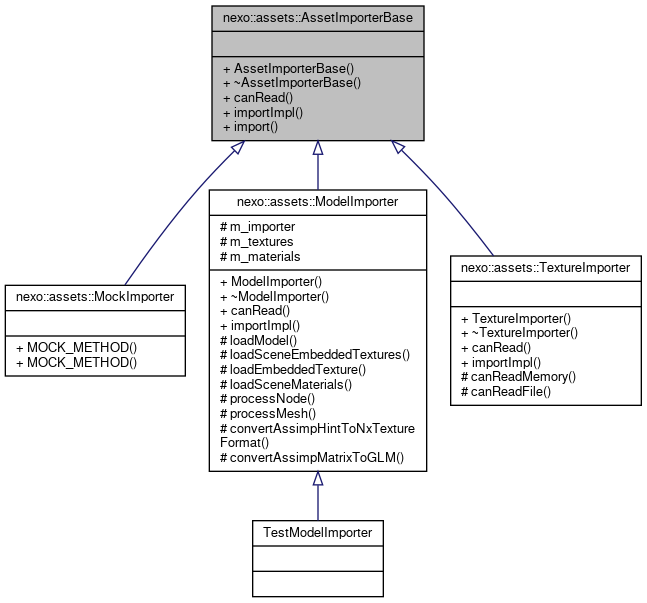 nexo::assets::AssetImporterBase
+ AssetImporterBase()
+ ~AssetImporterBase()
+ canRead()
+ importImpl()
+ import()
nexo::assets::MockImporter
+ MOCK_METHOD()
+ MOCK_METHOD()
nexo::assets::ModelImporter
# m_importer
# m_textures
# m_materials
+ ModelImporter()
+ ~ModelImporter()
+ canRead()
+ importImpl()
# loadModel()
# loadSceneEmbeddedTextures()
# loadEmbeddedTexture()
# loadSceneMaterials()
# processNode()
# processMesh()
# convertAssimpHintToNxTexture
Format()
# convertAssimpMatrixToGLM()
nexo::assets::TextureImporter
+ TextureImporter()
+ ~TextureImporter()
+ canRead()
+ importImpl()
# canReadMemory()
# canReadFile()
TestModelImporter